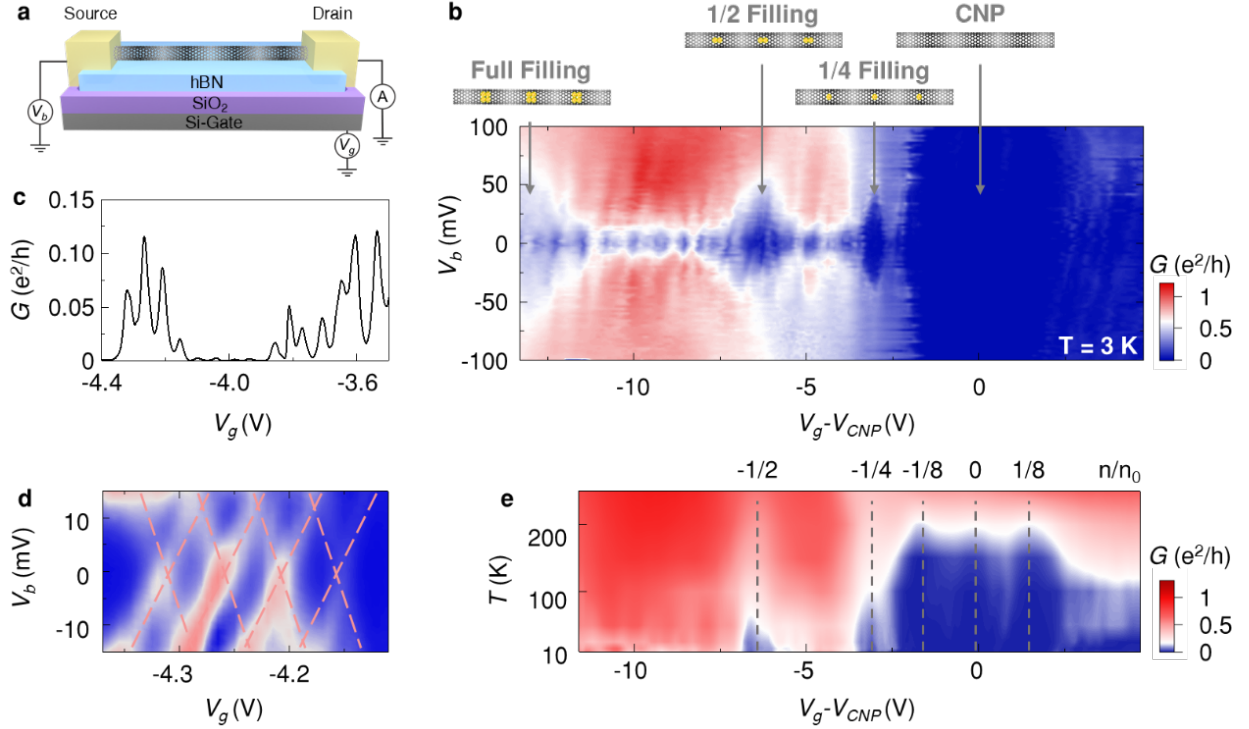 a
Source
Drain
hBN
SiO2
Si-Gate
Vb
A
Vg
b
1/2 Filling
CNP
Full Filling
1/4 Filling
100
50
0
-50
-100
Vb (mV)
T = 3 K
-10
-5
0
Vg-VCNP (V)
G (e²/h)
1
0.5
0
c
0.15
0.10
0.05
0
G (e²/h)
-4.4
-4.0
-3.6
Vg (V)
d
10
0
-10
Vb (mV)
-4.3
-4.2
Vg (V)
e
-1/2
-1/4
-1/8
0
1/8
n/n0
200
100
10
T (K)
-10
-5
0
Vg-VCNP (V)
G (e²/h)
1
0.5
0